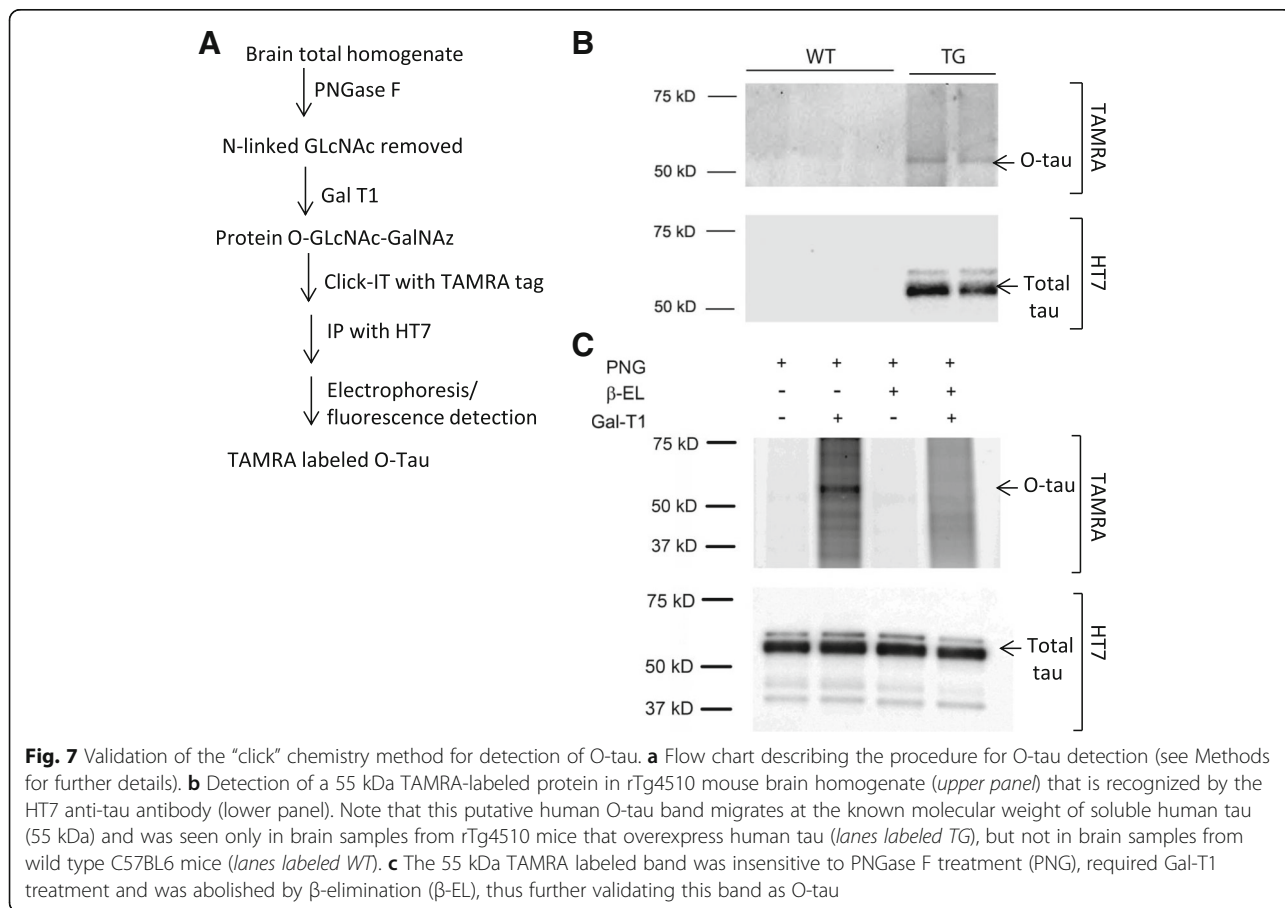 A
Brain total homogenate
PNGase F
N-linked GLcNAc removed
Gal T1
Protein O-GLcNAc-GalNAz
Click-IT with TAMRA tag
IP with HT7
Electrophoresis/
fluorescence detection
TAMRA labeled O-Tau
B
WT TG
75 kD
50 kD
O-tau
TAMRA
75 kD
50 kD
Total
tau
HT7
C
PNG + + + +
β-EL - - + +
Gal-T1 - + - +
75 kD
50 kD
37 kD
O-tau
TAMRA
75 kD
50 kD
37 kD
Total
tau
HT7
Fig. 7 Validation of the “click” chemistry method for detection of O-tau. a Flow chart describing the procedure for O-tau detection (see Methods
for further details). b Detection of a 55 kDa TAMRA-labeled protein in rTg4510 mouse brain homogenate (upper panel) that is recognized by the
HT7 anti-tau antibody (lower panel). Note that this putative human O-tau band migrates at the known molecular weight of soluble human tau
(55 kDa) and was seen only in brain samples from rTg4510 mice that overexpress human tau (lanes labeled TG), but not in brain samples from
wild type C57BL6 mice (lanes labeled WT). c The 55 kDa TAMRA labeled band was insensitive to PNGase F treatment (PNG), required Gal-T1
treatment and was abolished by β-elimination (β-EL), thus further validating this band as O-tau